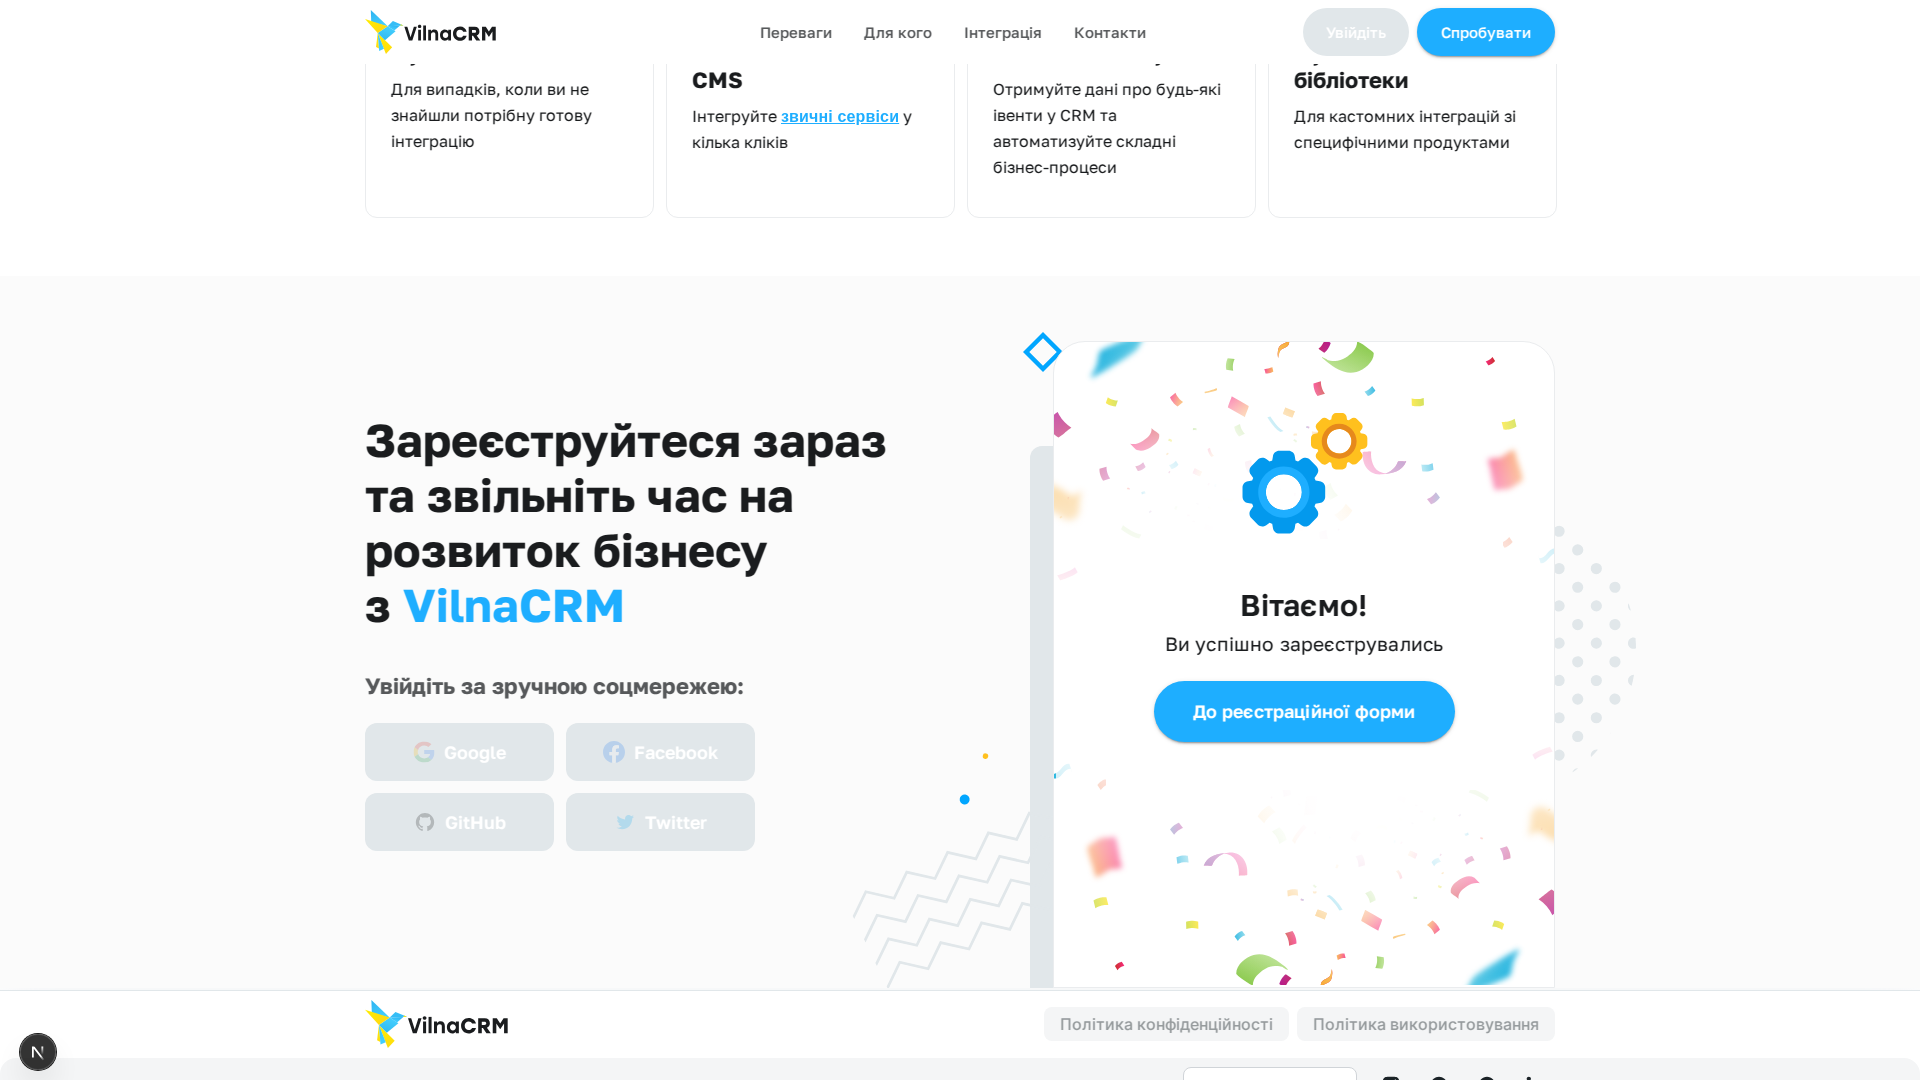 VilnaCRM
Переваги
Для кого
Інтеграція
Контакти
Увійдіть
Спробувати
Для випадків, коли ви не
знайшли потрібну готову
інтеграцію
CMS
Інтегруйте звичні сервіси у
кілька кліків
Отримуйте дані про будь-які
івенти у CRM та
автоматизуйте складні
бізнес-процеси
бібліотеки
Для кастомних інтеграцій зі
специфічними продуктами
Зареєструйтеся зараз
та звільніть час на
розвиток бізнесу
з VilnaCRM
Увійдіть за зручною соцмережею:
Google
Facebook
GitHub
Twitter
Вітаємо!
Ви успішно зареєструвались
До реєстраційної форми
VilnaCRM
Політика конфіденційності
Політика використовування
N